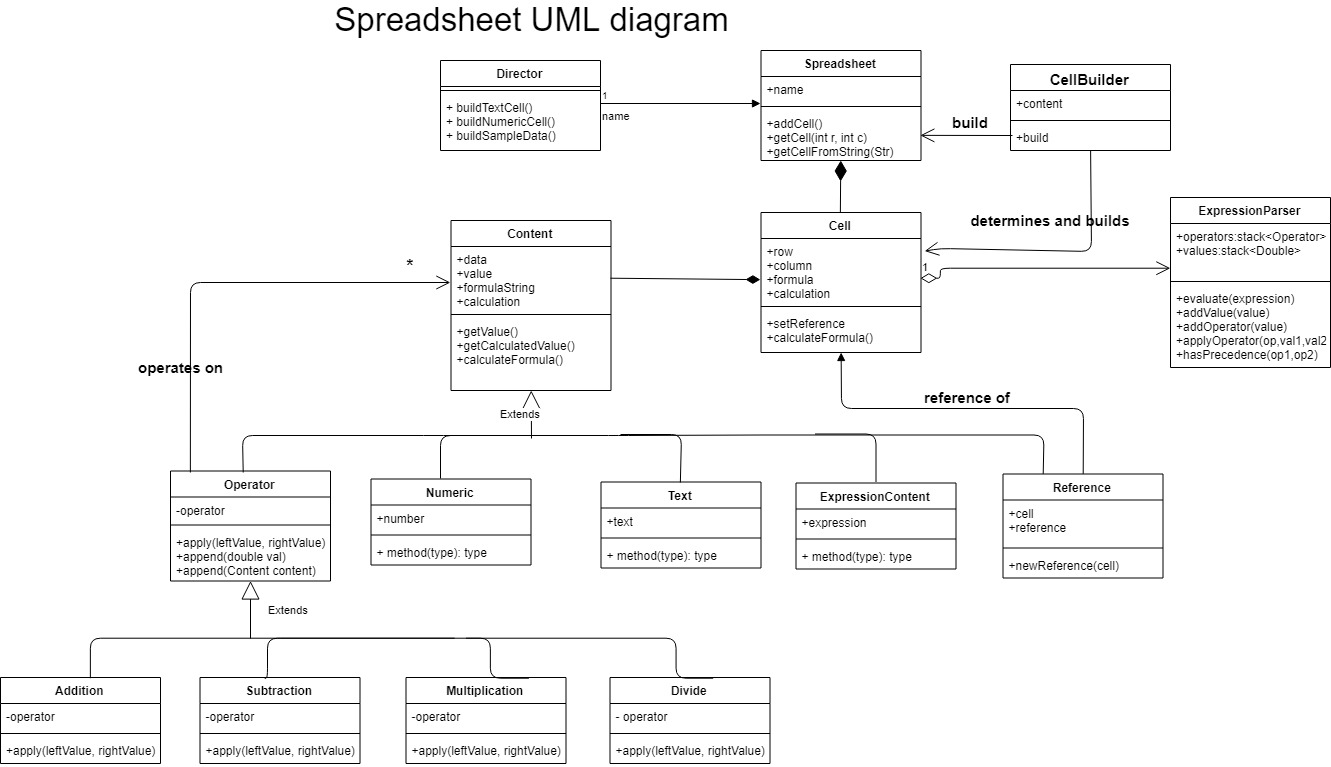 Spreadsheet UML diagram
Director
+ buildTextCell()
+ buildNumericCell()
+ buildSampleData()
1
name
Spreadsheet
+name
+addCell()
+getCell(int r, int c)
+getCellFromString(Str)
build
CellBuilder
+content
+build
determines and builds
Content
+data
+value
+formulaString
+calculation
+getValue()
+getCalculatedValue()
+calculateFormula()
*
operates on
Cell
+row
+column
+formula
+calculation
+setReference
+calculateFormula()
1
ExpressionParser
+operators:stack<Operator>
+values:stack<Double>
+evaluate(expression)
+addValue(value)
+addOperator(value)
+applyOperator(op,val1,val2
+hasPrecedence(op1,op2)
reference of
Extends
Operator
-operator
+apply(leftValue, rightValue)
+append(double val)
+append(Content content)
Numeric
+number
+ method(type): type
Text
+text
+ method(type): type
ExpressionContent
+expression
+ method(type): type
Reference
+cell
+reference
+newReference(cell)
Extends
Addition
-operator
+apply(leftValue, rightValue)
Subtraction
-operator
+apply(leftValue, rightValue)
Multiplication
-operator
+apply(leftValue, rightValue)
Divide
- operator
+apply(leftValue, rightValue)